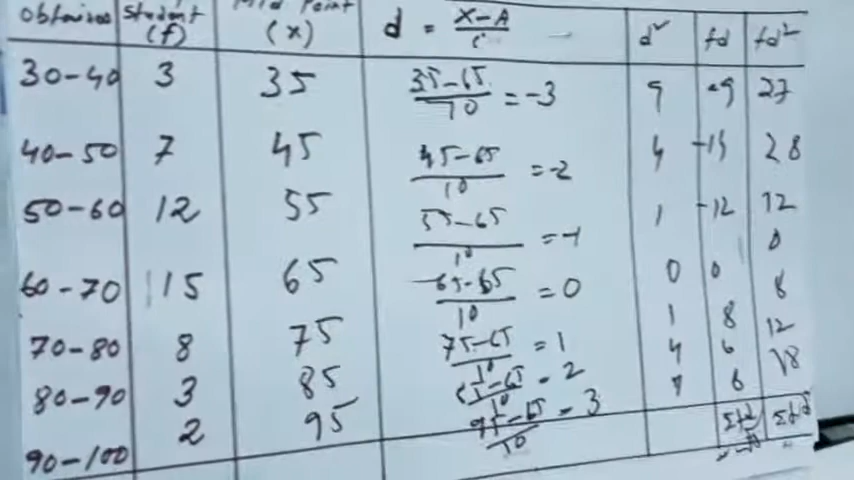 Obtained Student Mid Point d = X-A/c d² fd fd²
(f) (x)
30-40 3 35 35-65/10 = -3 9 -9 27
40-50 7 45 45-65/10 = -2 4 28
50-60 12 55 55-65/10 = -1 1 -12 12
60-70 15 65 65-65/10 = 0 0 0 0
70-80 8 75 75-65/10 = 1 1 8 8
80-90 3 85 85-65/10 = 2 4 6 12
90-100 2 95 95-65/10 = 3 6 18
Σfd Σfd²